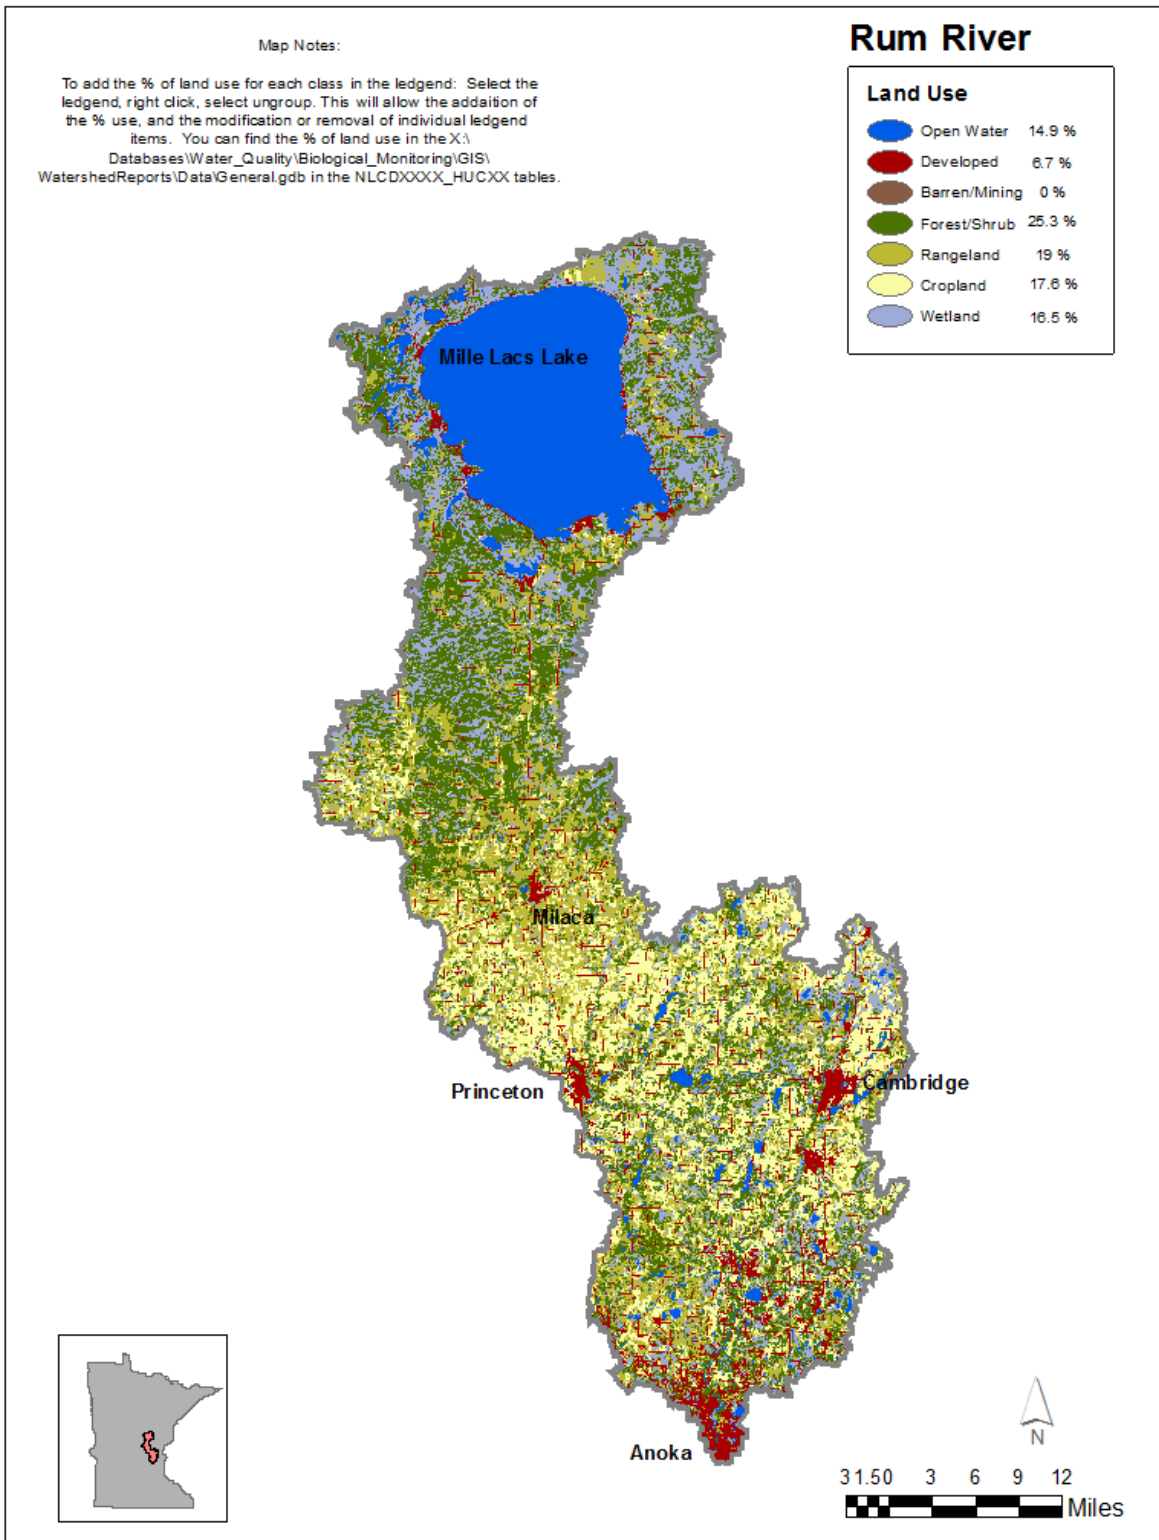 Rum River
Map Notes:
To add the % of land use for each class in the ledgend: Select the
ledgend, right click, select ungroup. This will allow the addaition of
the % use, and the modification or removal of individual ledgend
items. You can find the % of land use in the X:\
Databases\Water_Quality\Biological_Monitoring\GIS\
WatershedReports\Data\General.gdb in the NLCDXXXX_HUCXX tables.
Land Use
Open Water 14.9 %
Developed 6.7 %
Barren/Mining 0 %
Forest/Shrub 25.3 %
Rangeland 19 %
Cropland 17.6 %
Wetland 16.5 %
Mille Lacs Lake
Milaca
Princeton
Cambridge
Anoka
N
3 1.5 0 3 6 9 12
Miles